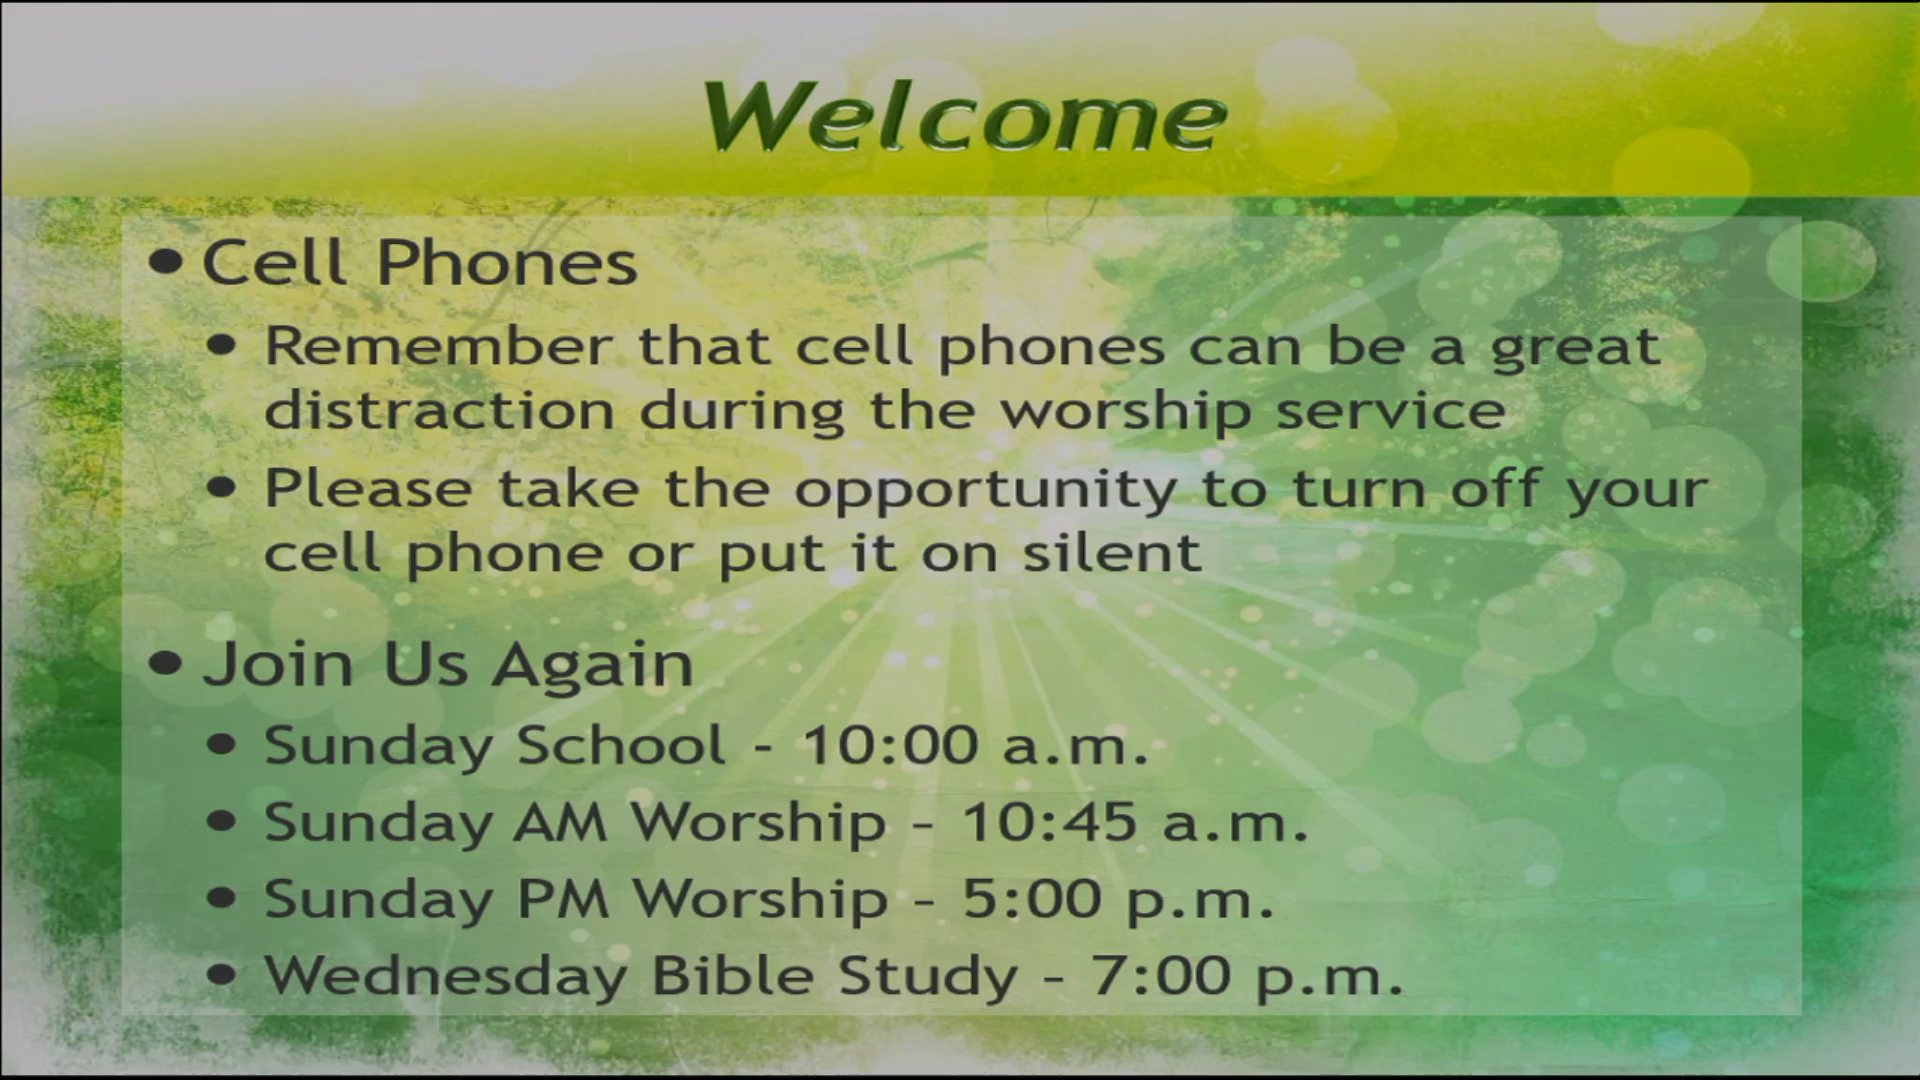 Welcome
• Cell Phones
• Remember that cell phones can be a great
distraction during the worship service
• Please take the opportunity to turn off your
cell phone or put it on silent
• Join Us Again
• Sunday School - 10:00 a.m.
• Sunday AM Worship - 10:45 a.m.
• Sunday PM Worship - 5:00 p.m.
• Wednesday Bible Study - 7:00 p.m.